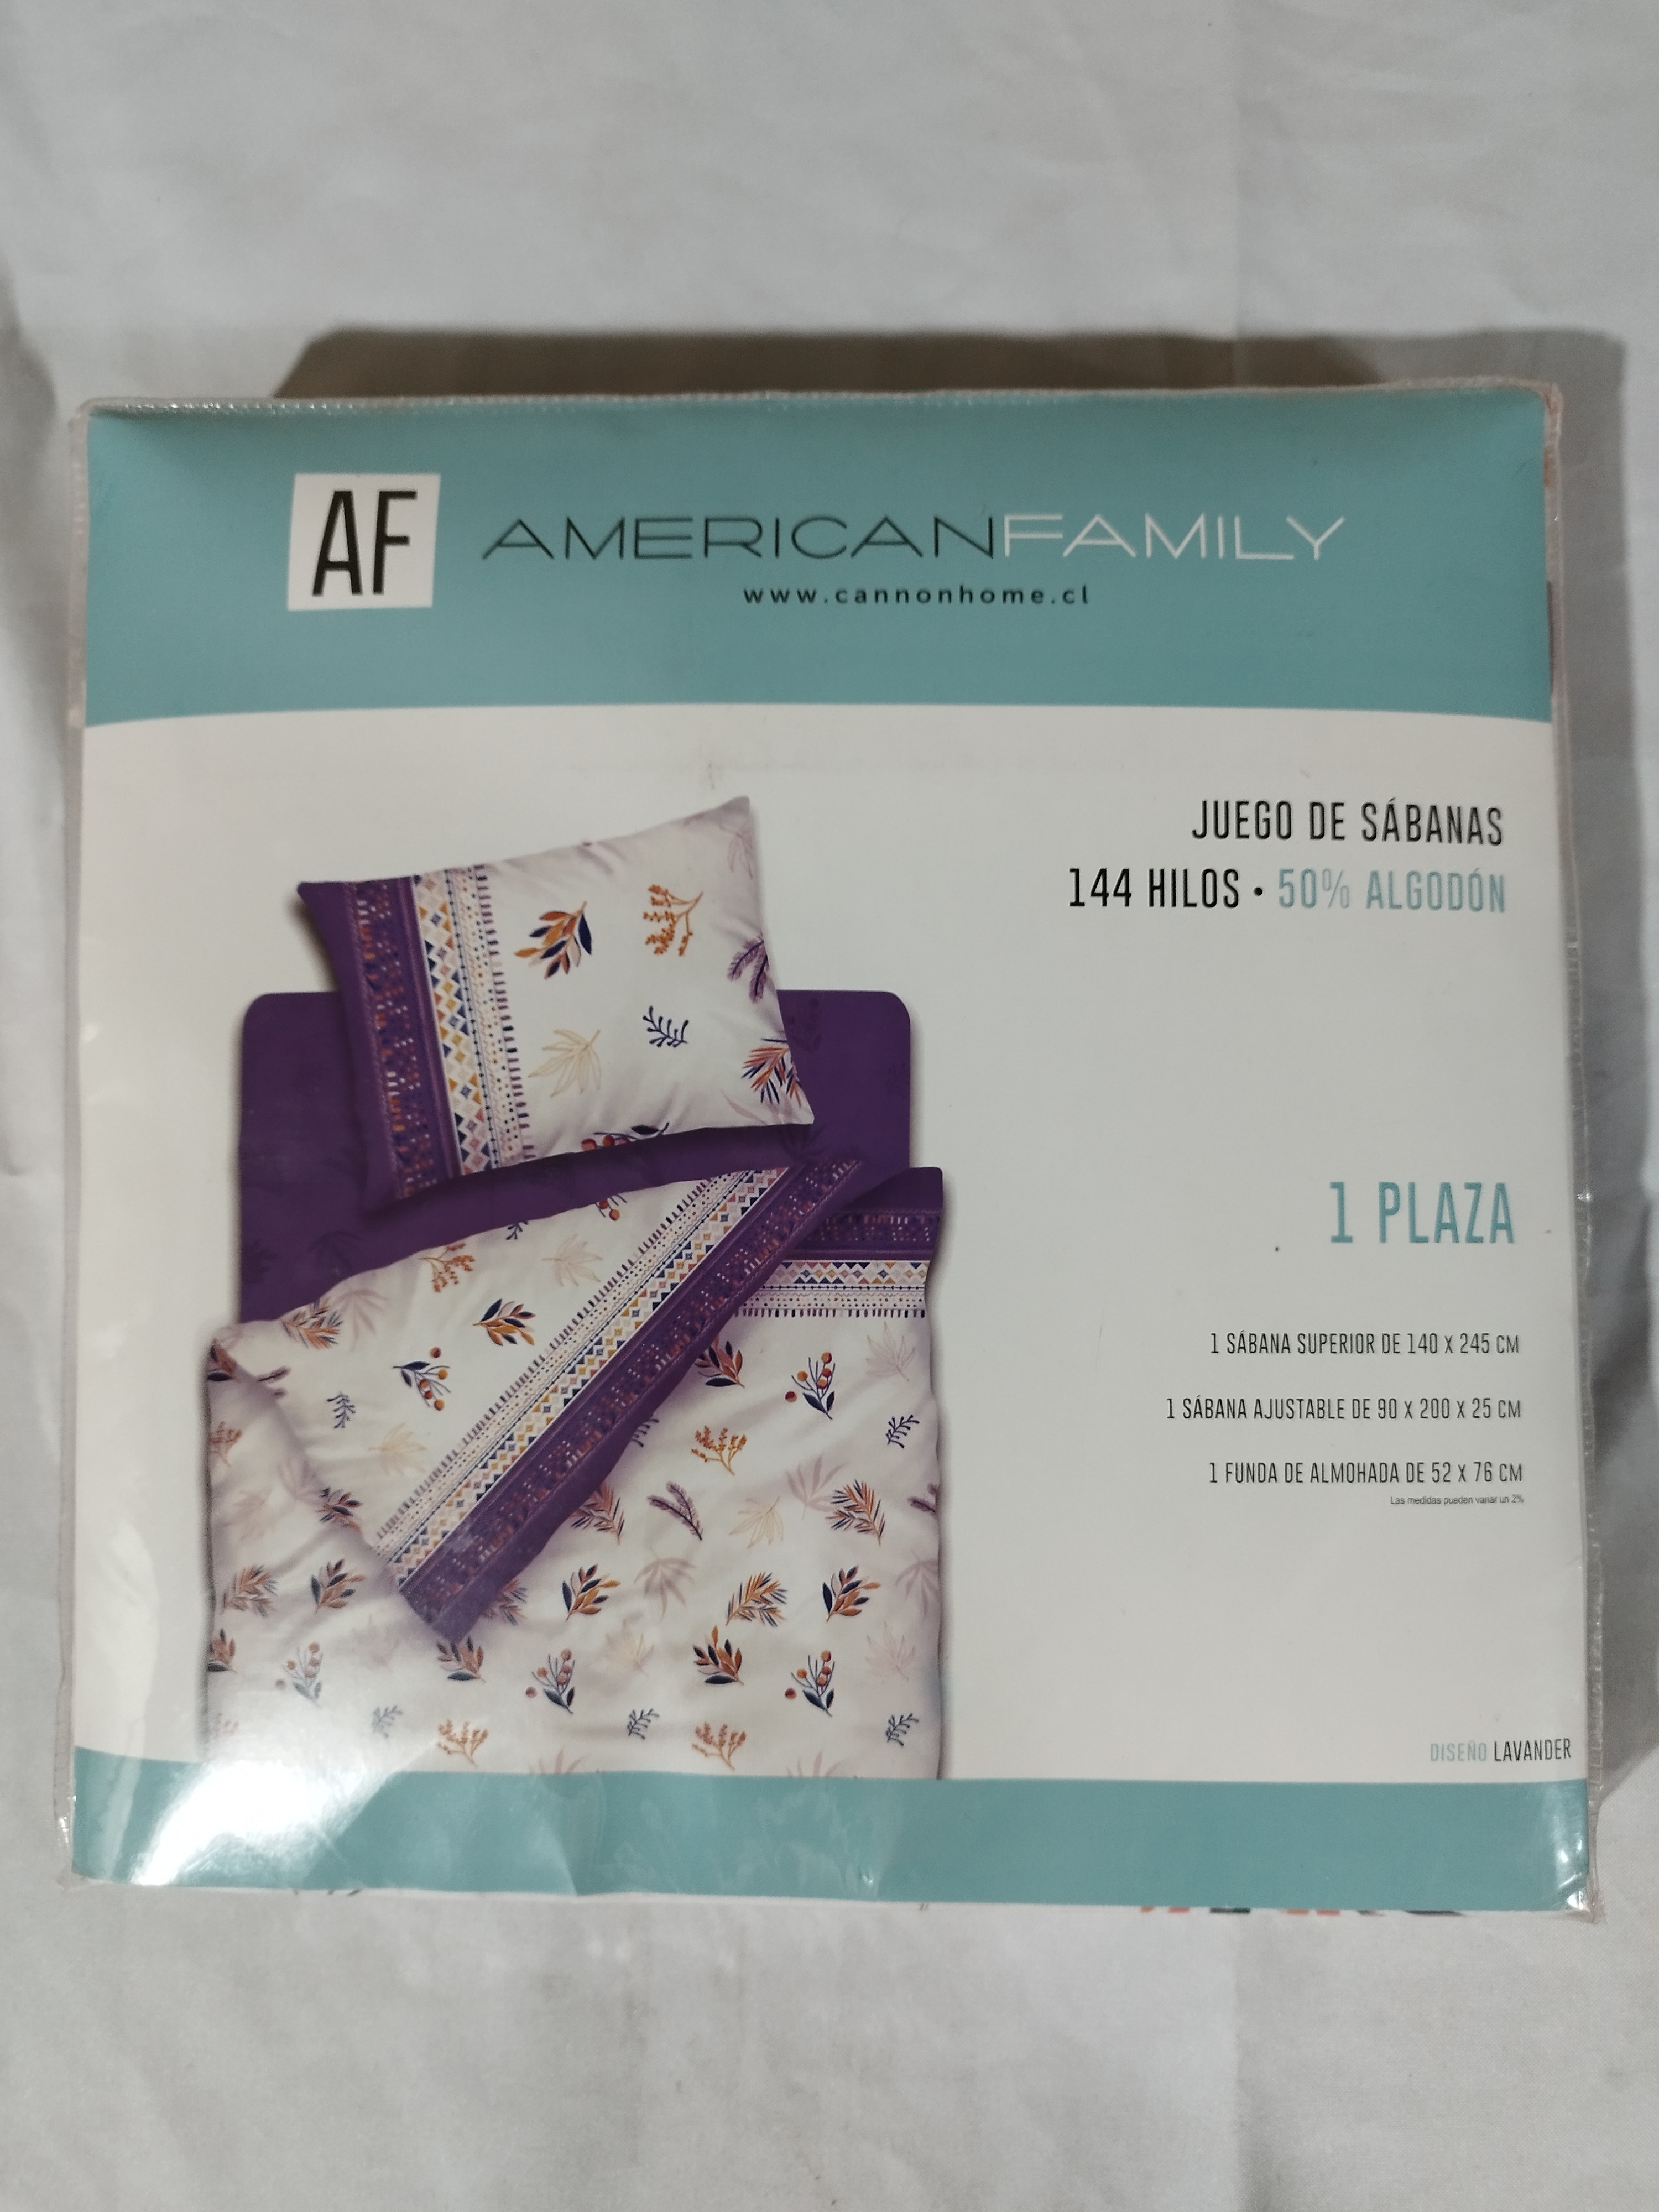 AF
AMERICANFAMILY
www.cannonhome.cl
JUEGO DE SÁBANAS
144 HILOS • 50% ALGODÓN
1 PLAZA
1 SÁBANA SUPERIOR DE 140 X 245 CM
1 SÁBANA AJUSTABLE DE 90 X 200 X 25 CM
1 FUNDA DE ALMOHADA DE 52 X 76 CM
Las medidas pueden variar un 2%
DISEÑO LAVANDER